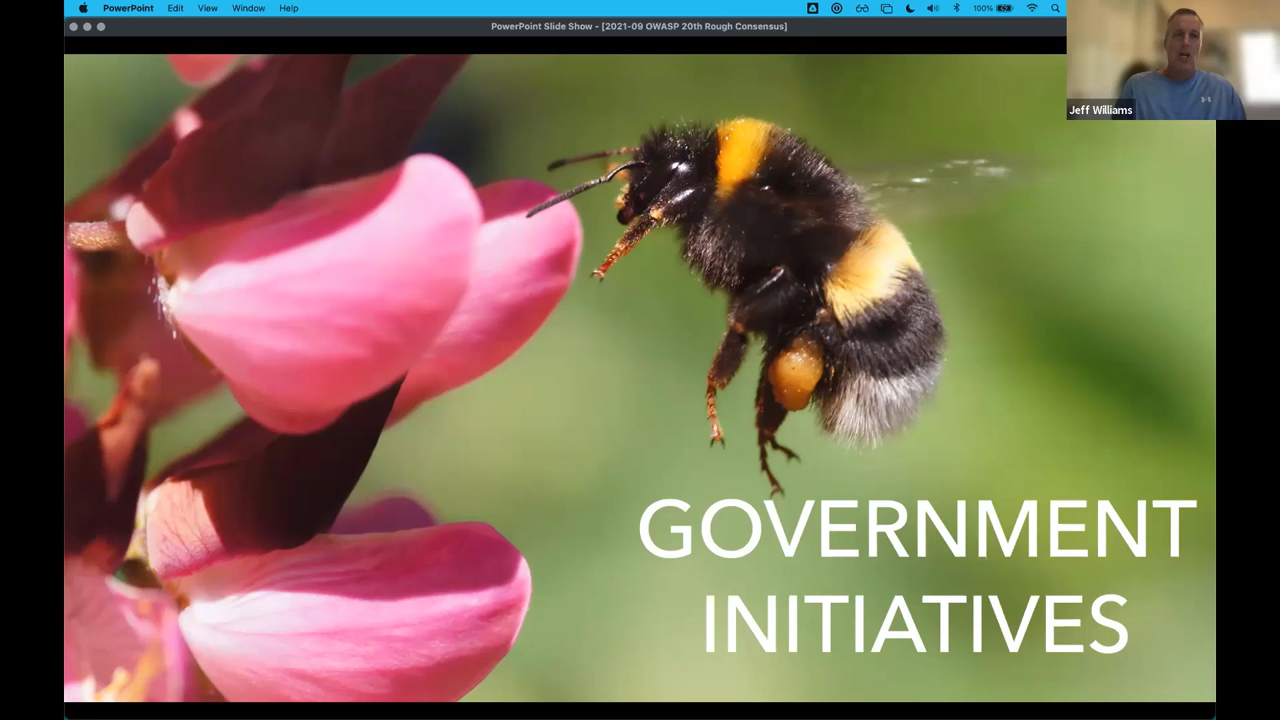 PowerPoint Edit View Window Help 100%
PowerPoint Slide Show - [2021-09 OWASP 20th Rough Consensus]
Jeff Williams
GOVERNMENT
INITIATIVES